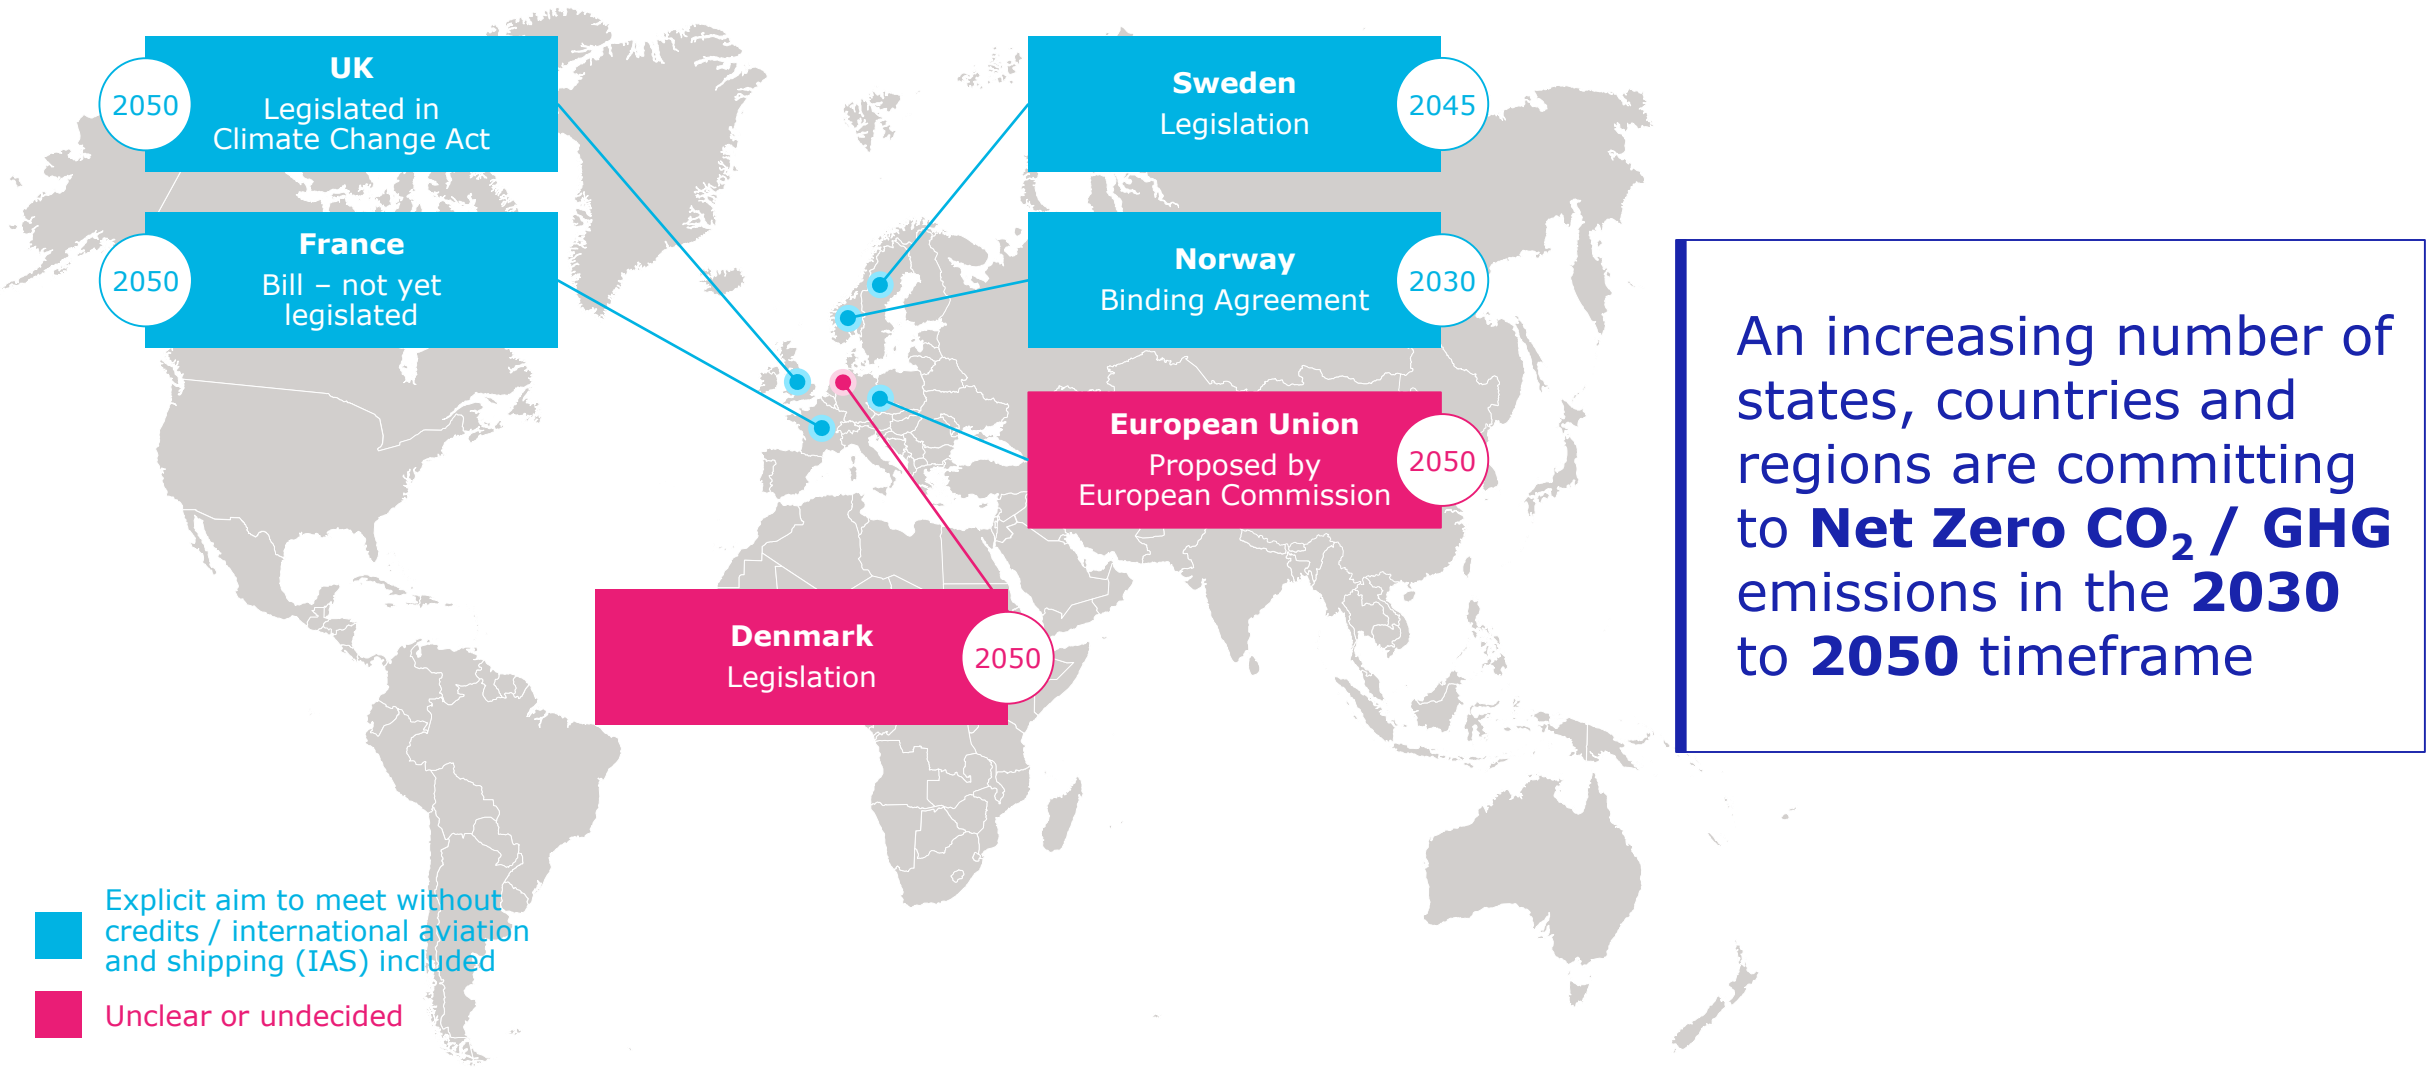 2050
UK
Legislated in
Climate Change Act
2050
France
Bill – not yet
legislated
Sweden
Legislation
2045
Norway
Binding Agreement
2030
European Union
Proposed by
European Commission
2050
Denmark
Legislation
2050
An increasing number of
states, countries and
regions are committing
to Net Zero CO₂ / GHG
emissions in the 2030
to 2050 timeframe
Explicit aim to meet without
credits / international aviation
and shipping (IAS) included
Unclear or undecided